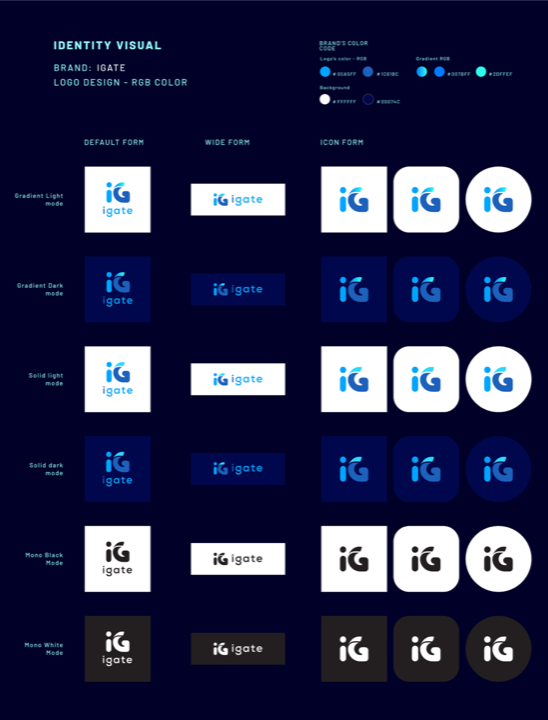 IDENTITY VISUAL
BRAND: IGATE
LOGO DESIGN - RGB COLOR
BRAND'S COLOR
CODE
Logo's color - RGB
Gradient RGB
#00A5FF
#007BFF
Background
#FFFFFF
DEFAULT FORM
WIDE FORM
ICON FORM
Gradient Light
mode
iG
igate
iG igate
iG
iG
iG
Gradient Dark
mode
iG
igate
iG igate
iG
iG
iG
Solid light
mode
iG
igate
iG igate
iG
iG
iG
Solid dark
mode
iG
igate
iG igate
iG
iG
iG
Mono Black
Mode
iG
igate
iG igate
iG
iG
iG
Mono White
Mode
iG
igate
iG igate
iG
iG
iG